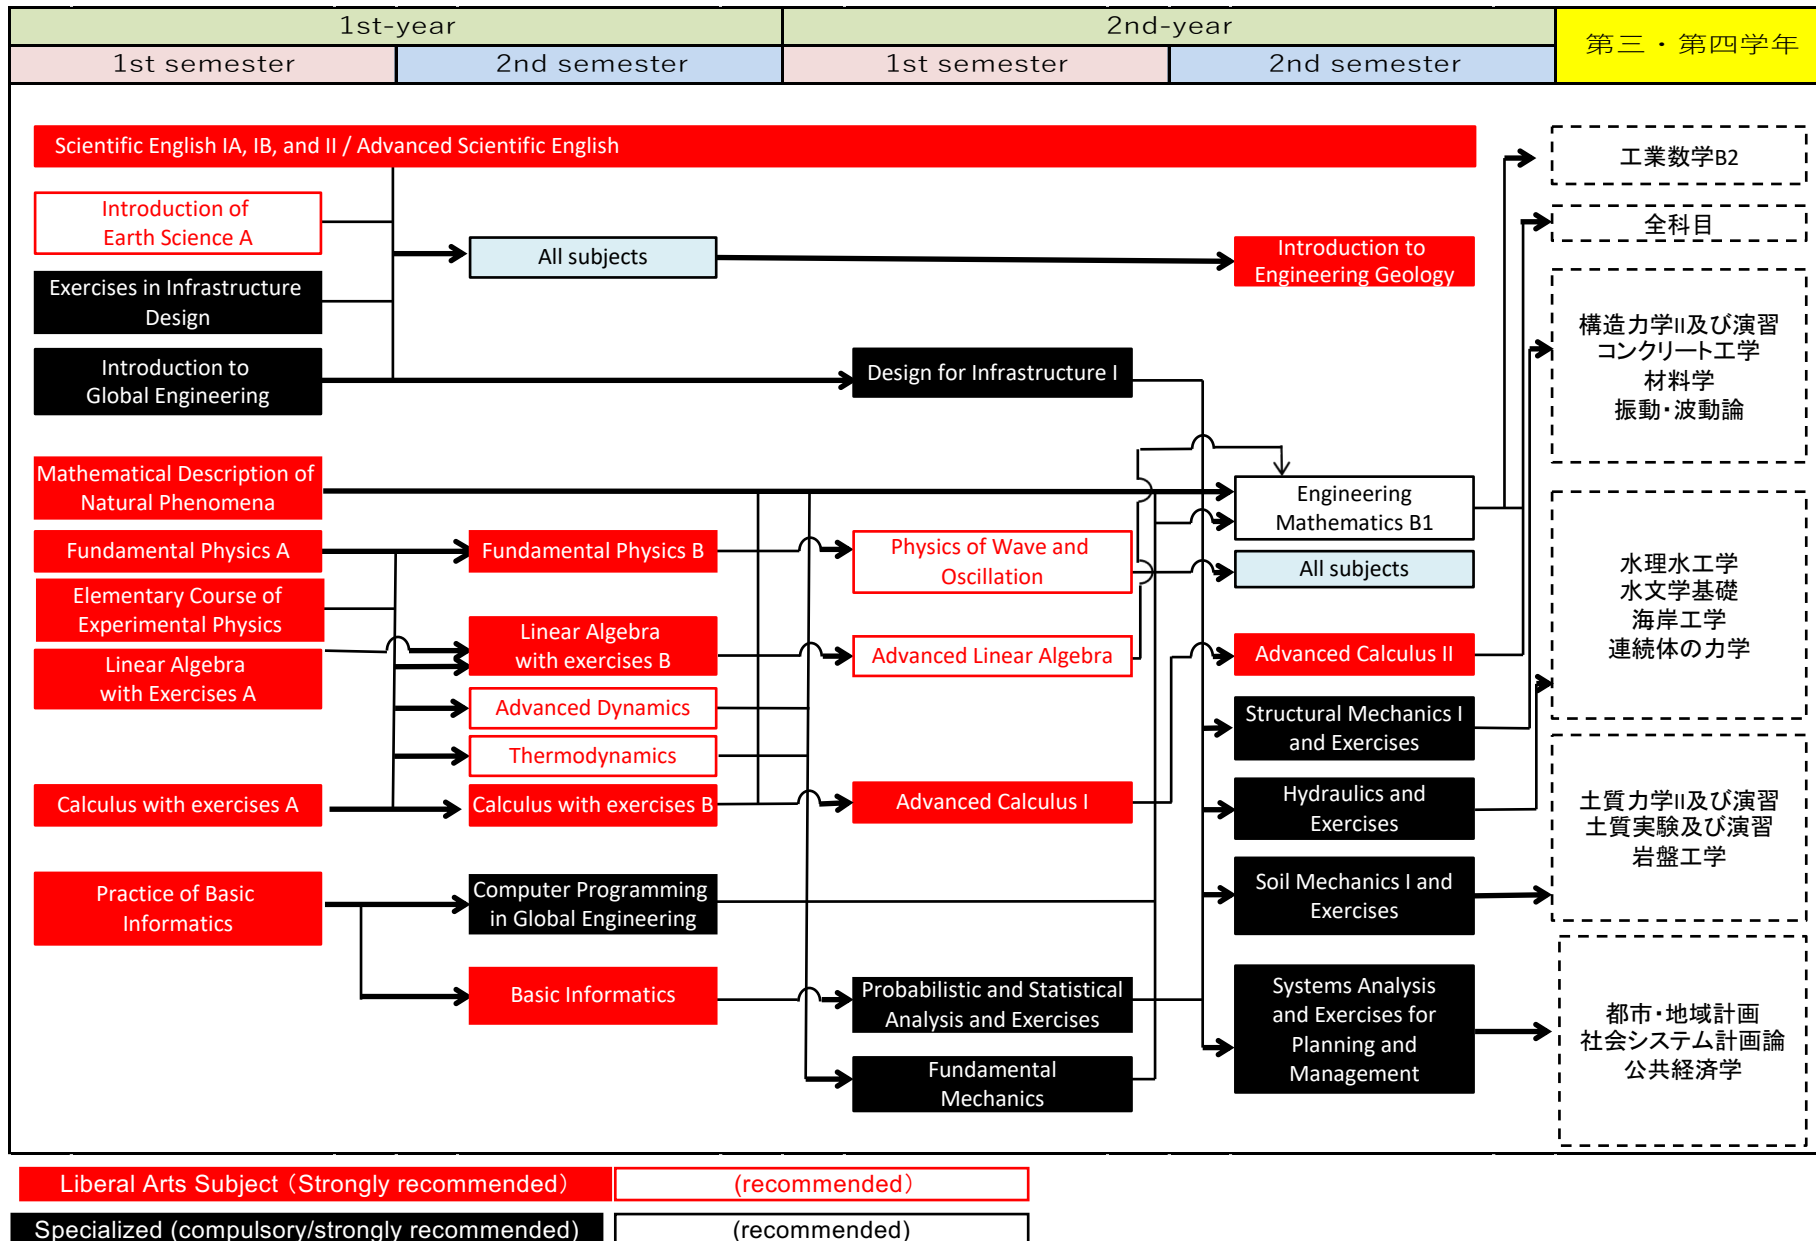 1st-year
2nd-year
第三・第四学年
1st semester
2nd semester
1st semester
2nd semester
Scientific English IA, IB, and II / Advanced Scientific English
Introduction of
Earth Science A
Exercises in Infrastructure
Design
Introduction to
Global Engineering
Mathematical Description of
Natural Phenomena
Fundamental Physics A
Elementary Course of
Experimental Physics
Linear Algebra
with Exercises A
Calculus with exercises A
Practice of Basic
Informatics
All subjects
Fundamental Physics B
Linear Algebra
with exercises B
Advanced Dynamics
Thermodynamics
Calculus with exercises B
Computer Programming
in Global Engineering
Basic Informatics
Design for Infrastructure I
Physics of Wave and
Oscillation
Advanced Linear Algebra
Advanced Calculus I
Probabilistic and Statistical
Analysis and Exercises
Fundamental
Mechanics
Introduction to
Engineering Geology
Engineering
Mathematics B1
All subjects
Advanced Calculus II
Structural Mechanics I
and Exercises
Hydraulics and
Exercises
Soil Mechanics I and
Exercises
Systems Analysis
and Exercises for
Planning and
Management
工業数学B2
全科目
構造力学II及び演習
コンクリート工学
材料学
振動・波動論
水理水工学
水文学基礎
海岸工学
連続体の力学
土質力学II及び演習
土質実験及び演習
岩盤工学
都市・地域計画
社会システム計画論
公共経済学
Liberal Arts Subject（Strongly recommended）
(recommended）
Specialized (compulsory/strongly recommended)
(recommended)